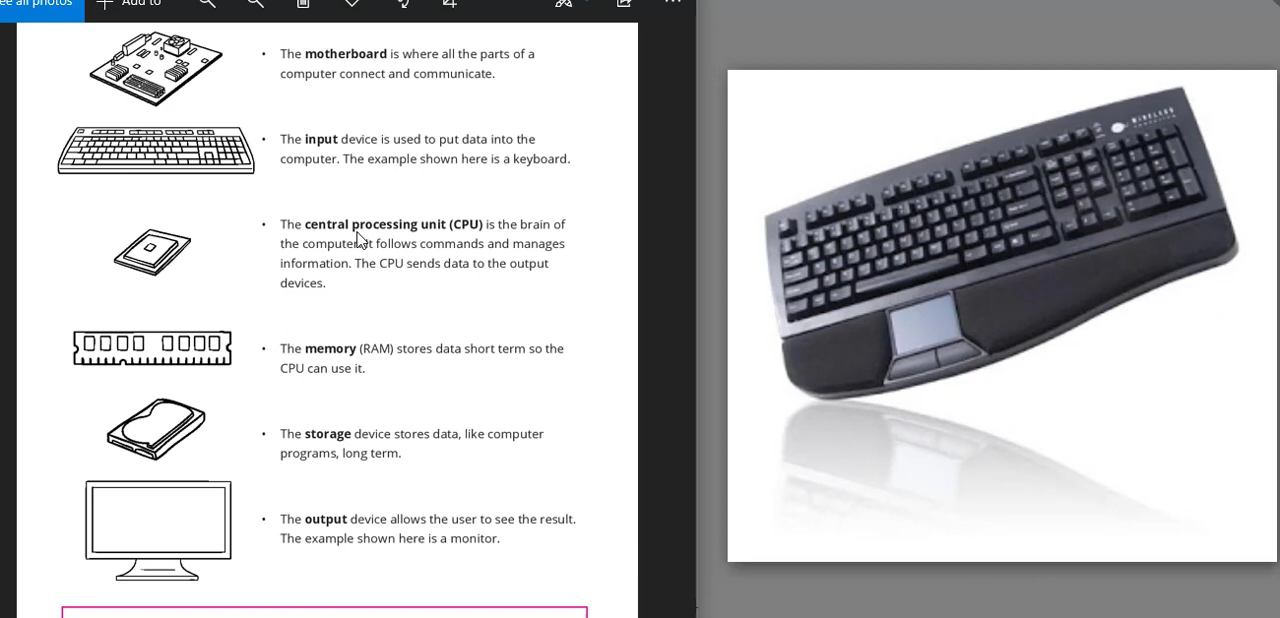 ee all photos
Add to
• The motherboard is where all the parts of a
computer connect and communicate.
• The input device is used to put data into the
computer. The example shown here is a keyboard.
• The central processing unit (CPU) is the brain of
the computer. It follows commands and manages
information. The CPU sends data to the output
devices.
• The memory (RAM) stores data short term so the
CPU can use it.
• The storage device stores data, like computer
programs, long term.
• The output device allows the user to see the result.
The example shown here is a monitor.
WIRELESS